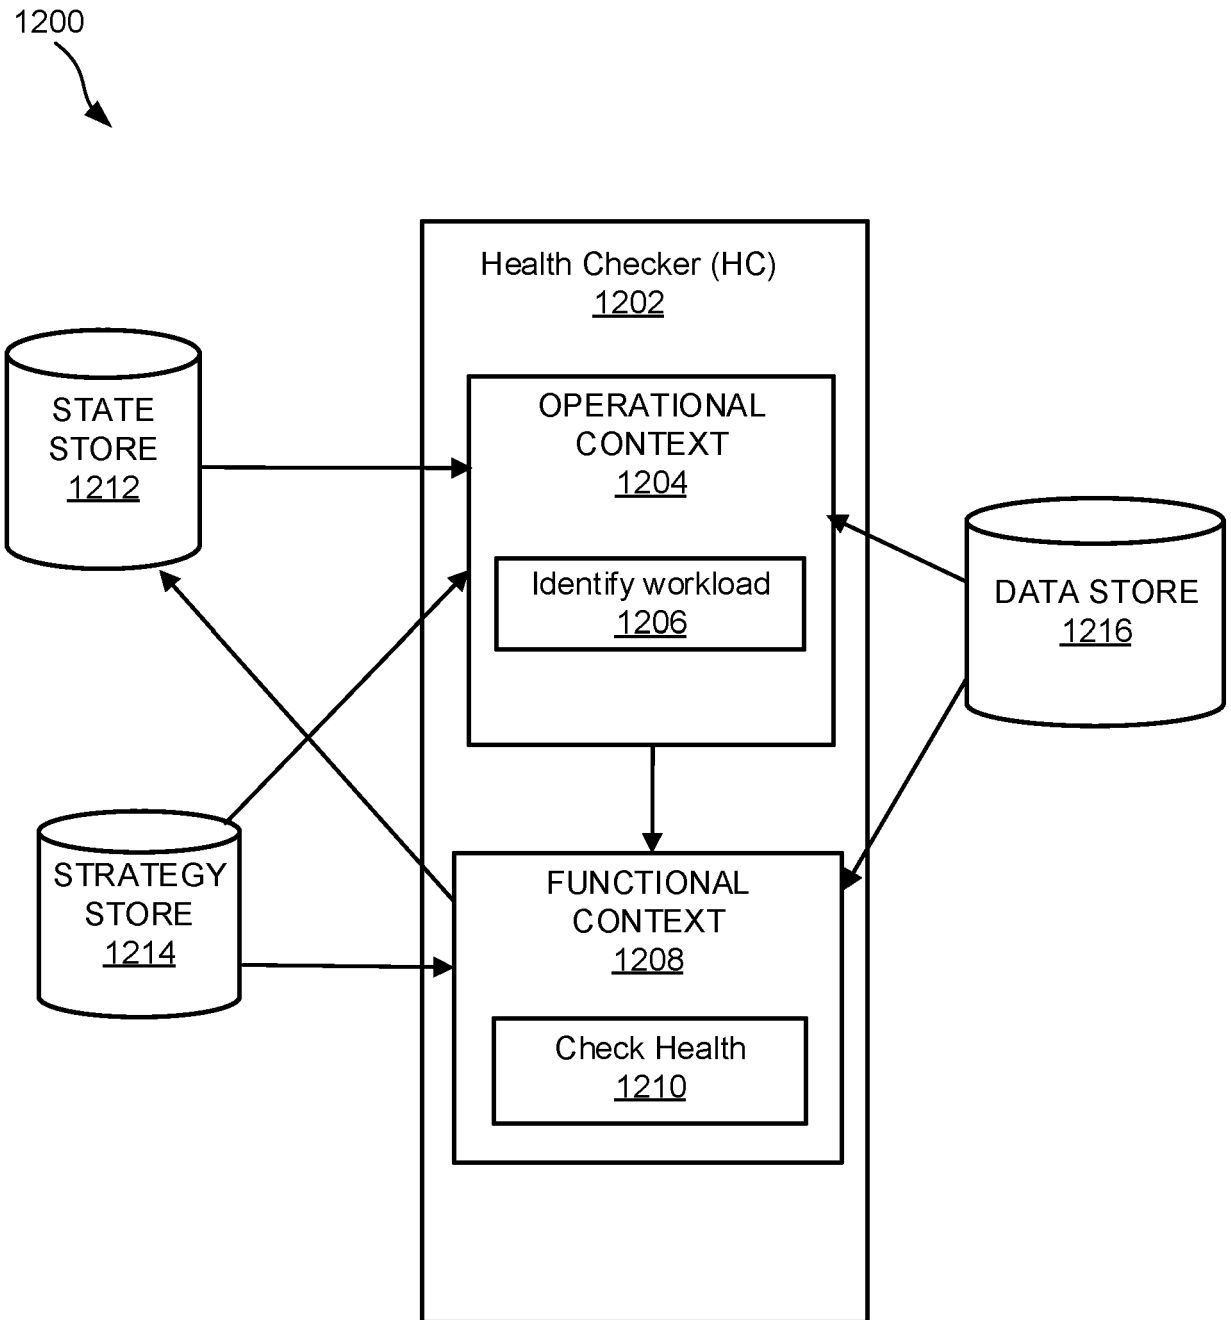 1200
Health Checker (HC)
1202
STATE
STORE
1212
OPERATIONAL
CONTEXT
1204
Identify workload
1206
DATA STORE
1216
STRATEGY
STORE
1214
FUNCTIONAL
CONTEXT
1208
Check Health
1210